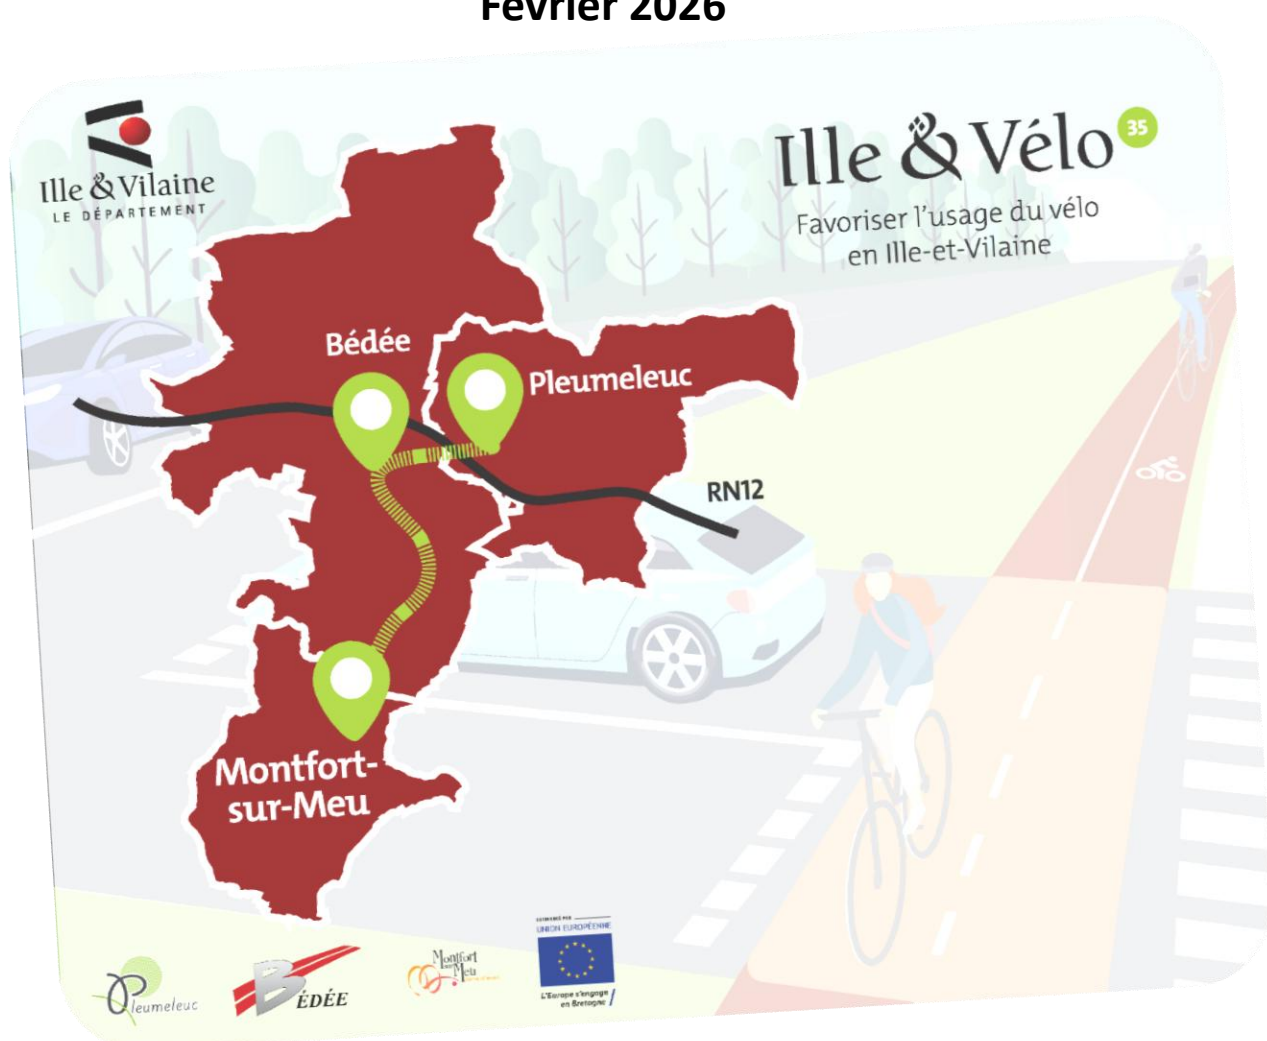 Février 2026
Ille & Vilaine
LE DÉPARTEMENT
Ille & Vélo 35
Favoriser l'usage du vélo
en Ille-et-Vilaine
Bédée
Pleumeleuc
RN12
Montfort-
sur-Meu
Pleumeleuc
BÉDÉE
Montfort
sur
Meu
UNION EUROPÉENNE
L'Europe s'engage
en Bretagne